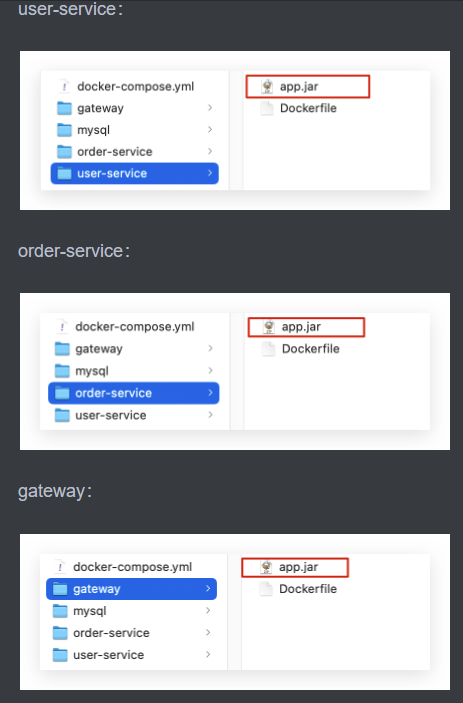 user-service：
docker-compose.yml
app.jar
gateway
Dockerfile
mysql
order-service
user-service
order-service：
docker-compose.yml
app.jar
gateway
Dockerfile
mysql
order-service
user-service
gateway：
docker-compose.yml
app.jar
gateway
Dockerfile
mysql
order-service
user-service